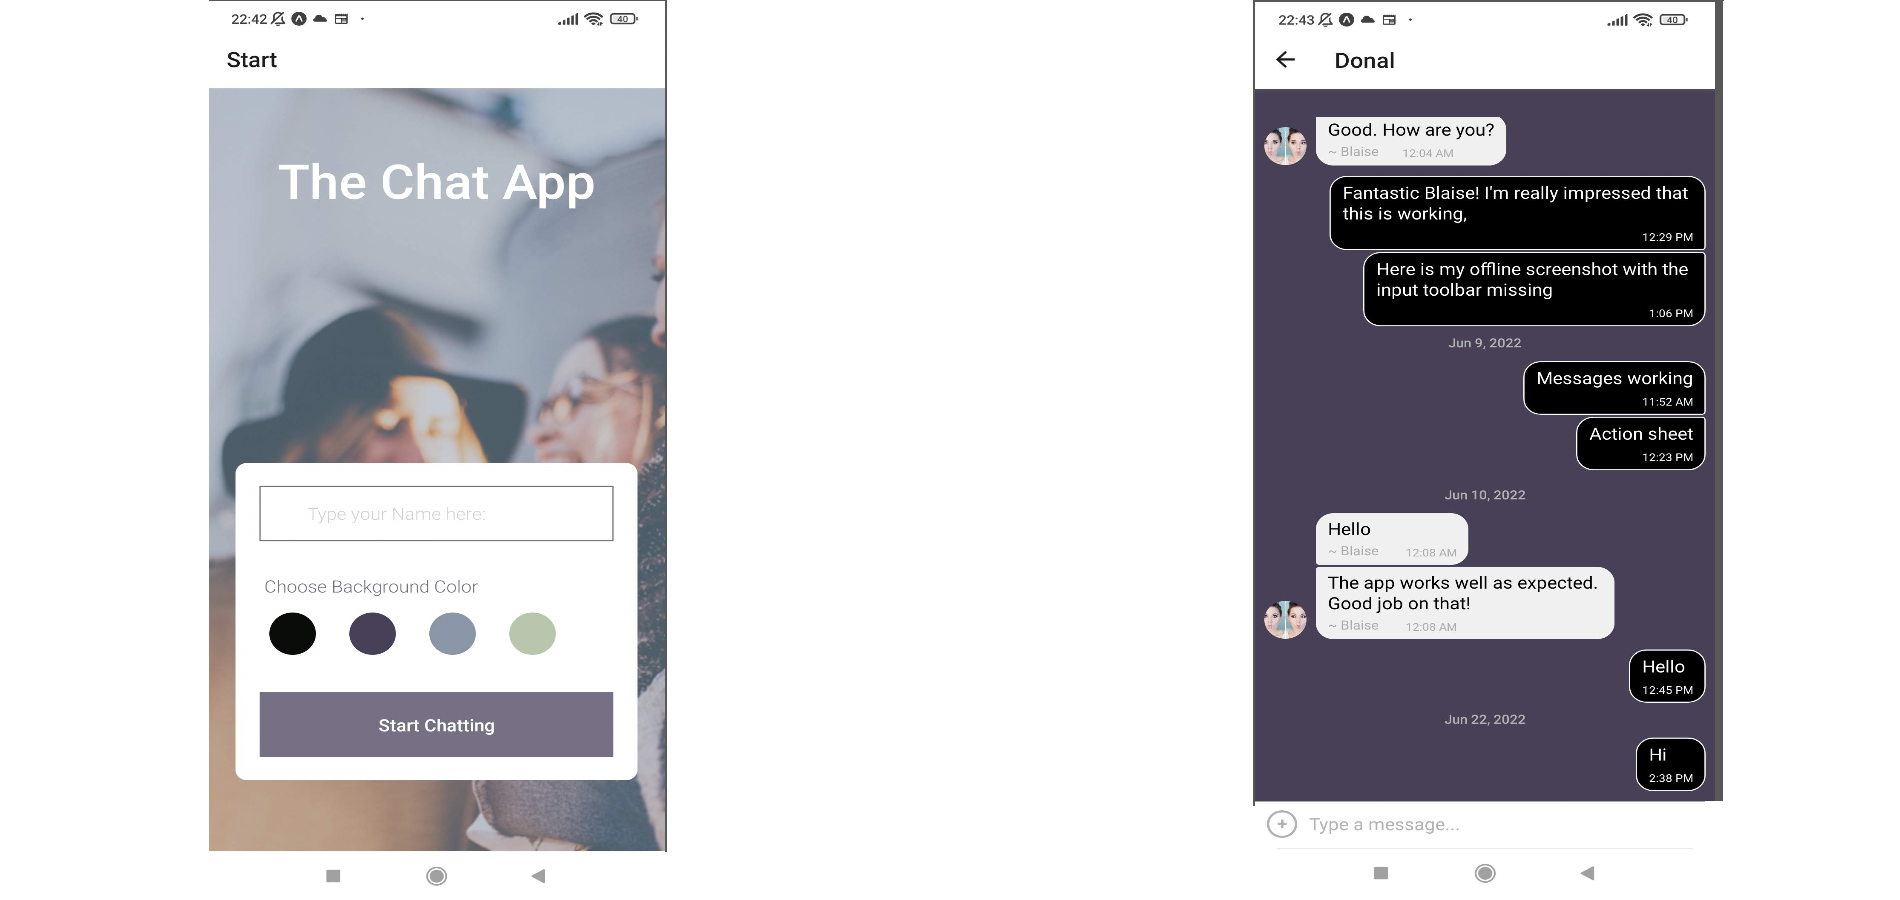 22:42
40
Start
The Chat App
Type your Name here:
Choose Background Color
Start Chatting
22:43
40
Donal
Good. How are you?
~ Blaise 12:04 AM
Fantastic Blaise! I'm really impressed that
this is working,
12:29 PM
Here is my offline screenshot with the
input toolbar missing
1:06 PM
Jun 9, 2022
Messages working
11:52 AM
Action sheet
12:23 PM
Jun 10, 2022
Hello
~ Blaise 12:08 AM
The app works well as expected.
Good job on that!
~ Blaise 12:08 AM
Hello
12:45 PM
Jun 22, 2022
Hi
2:38 PM
Type a message...